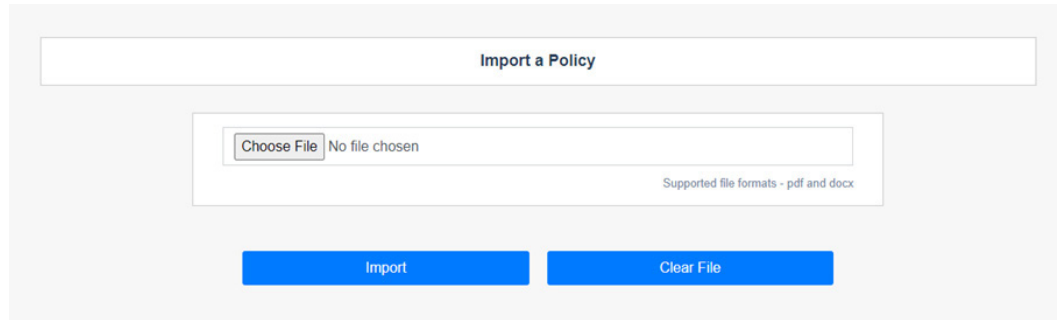 Import a Policy
Choose File No file chosen
Supported file formats - pdf and docx
Import Clear File